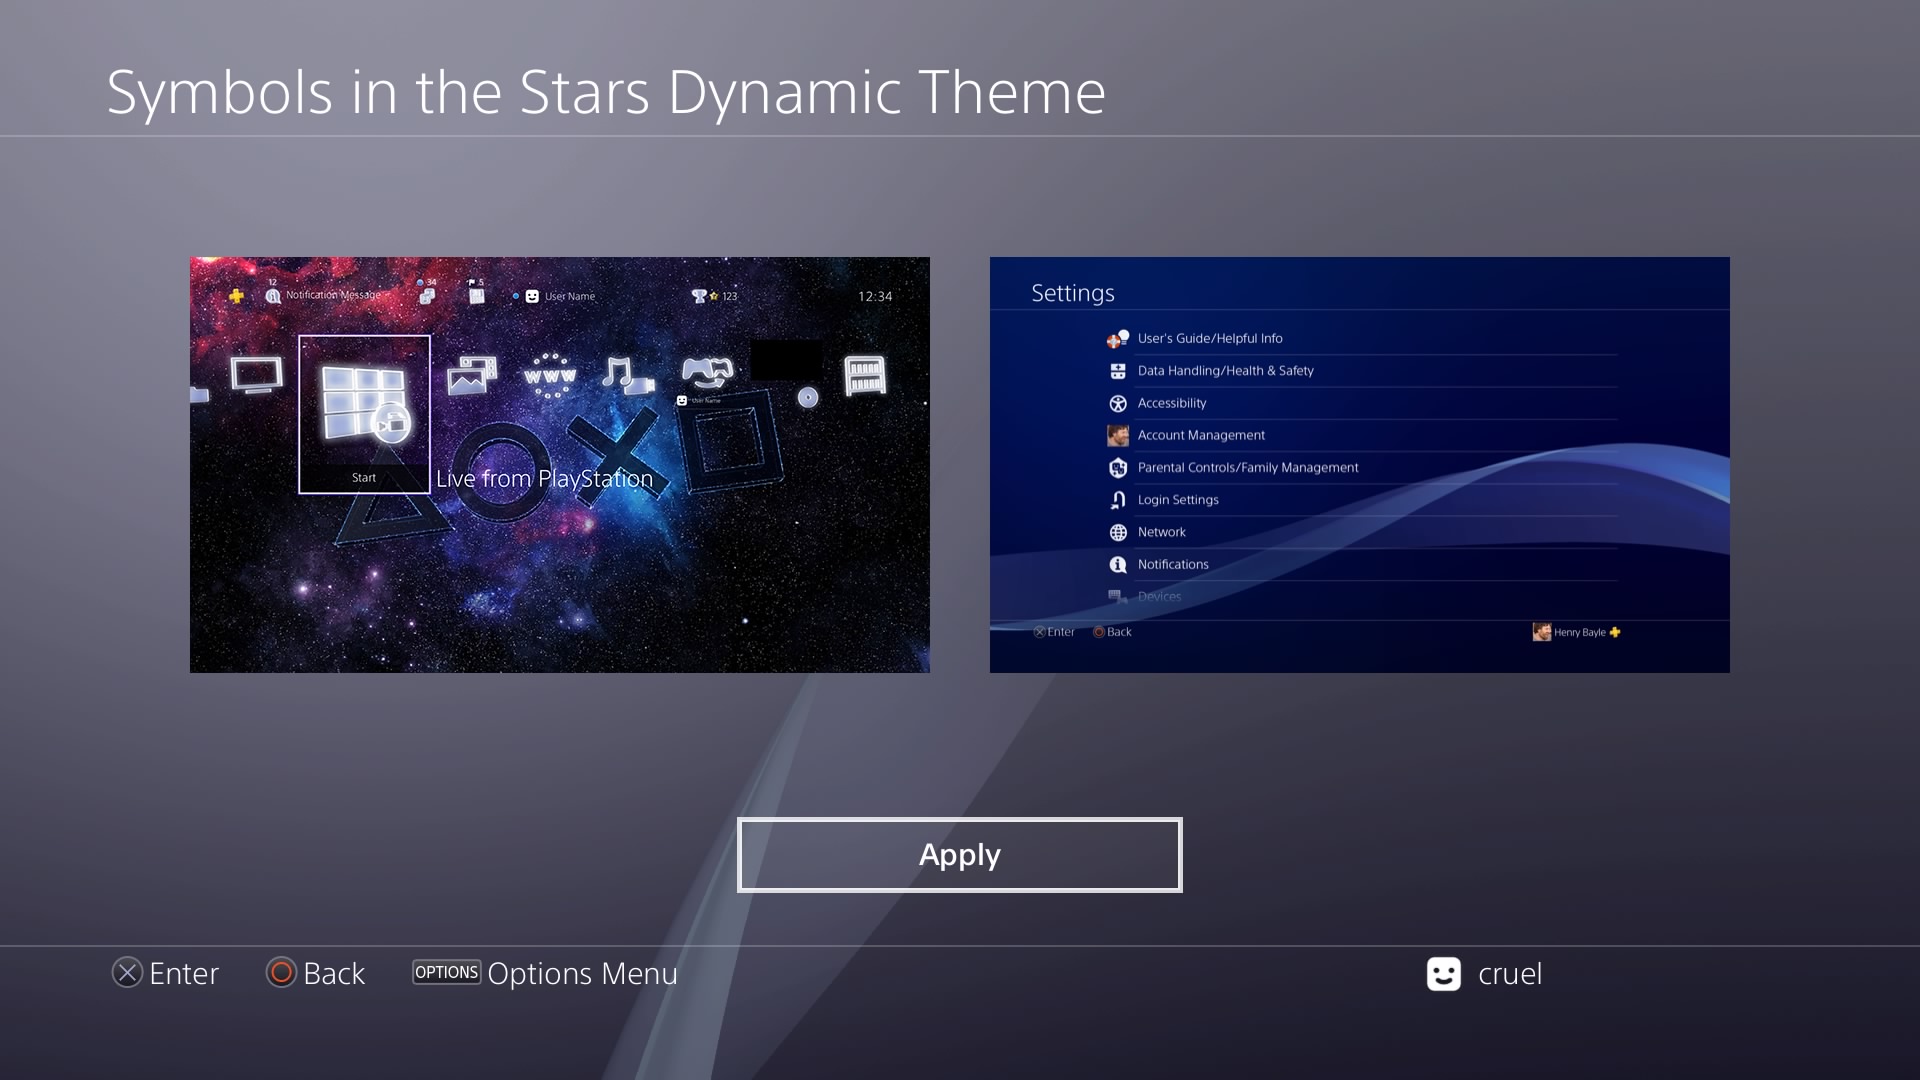 Symbols in the Stars Dynamic Theme
12
Notification Message
34
5
User Name
123
12:34
www
User Name
Start
Live from PlayStation
Settings
User's Guide/Helpful Info
Data Handling/Health & Safety
Accessibility
Account Management
Parental Controls/Family Management
Login Settings
Network
Notifications
Devices
Enter
Back
Henry Bayle
Apply
Enter
Back
OPTIONS Options Menu
cruel